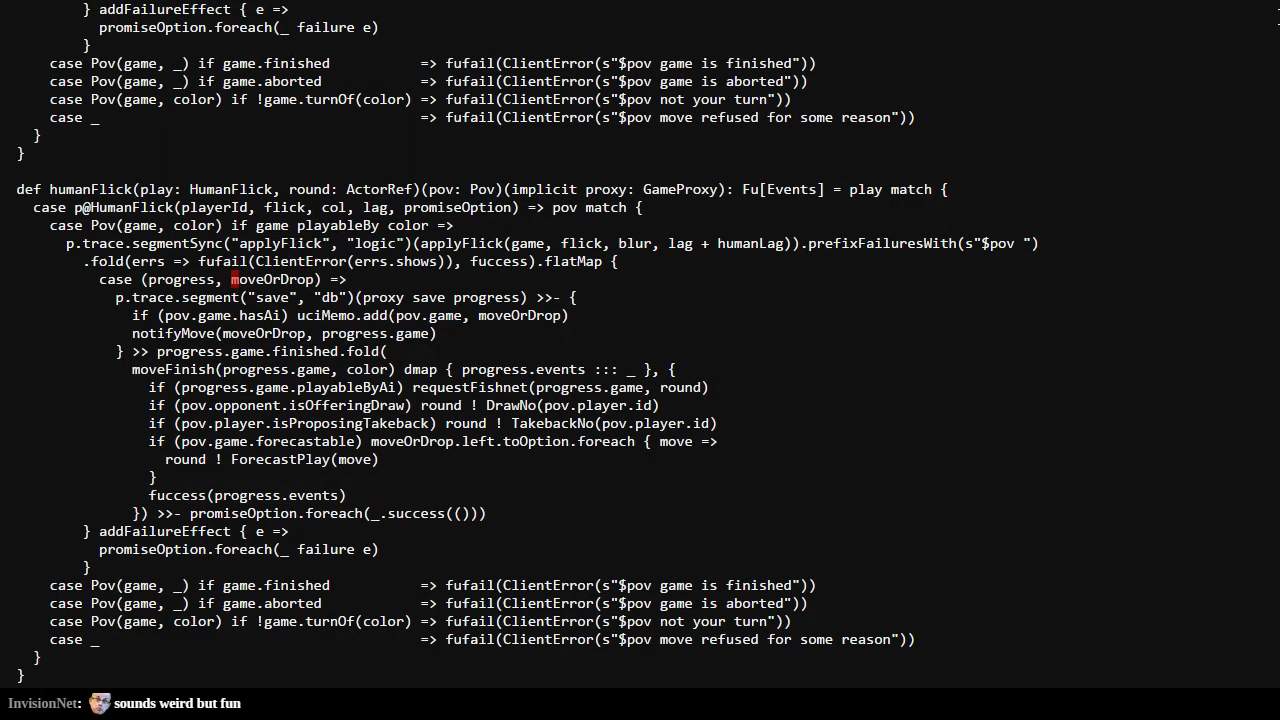 } addFailureEffect { e =>
promiseOption.foreach(_ failure e)
}
case Pov(game, _) if game.finished => fufail(ClientError(s"$pov game is finished"))
case Pov(game, _) if game.aborted => fufail(ClientError(s"$pov game is aborted"))
case Pov(game, color) if !game.turnOf(color) => fufail(ClientError(s"$pov not your turn"))
case _ => fufail(ClientError(s"$pov move refused for some reason"))
}
}
def humanFlick(play: HumanFlick, round: ActorRef)(pov: Pov)(implicit proxy: GameProxy): Fu[Events] = play match {
case p@HumanFlick(playerId, flick, col, lag, promiseOption) => pov match {
case Pov(game, color) if game playableBy color =>
p.trace.segmentSync("applyFlick", "logic")(applyFlick(game, flick, blur, lag + humanLag)).prefixFailuresWith(s"$pov ")
.fold(errs => fufail(ClientError(errs.shows)), fuccess).flatMap {
case (progress, moveOrDrop) =>
p.trace.segment("save", "db")(proxy save progress) >>- {
if (pov.game.hasAi) uciMemo.add(pov.game, moveOrDrop)
notifyMove(moveOrDrop, progress.game)
} >> progress.game.finished.fold(
moveFinish(progress.game, color) dmap { progress.events ::: _ }, {
if (progress.game.playableByAi) requestFishnet(progress.game, round)
if (pov.opponent.isOfferingDraw) round ! DrawNo(pov.player.id)
if (pov.player.isProposingTakeback) round ! TakebackNo(pov.player.id)
if (pov.game.forecastable) moveOrDrop.left.toOption.foreach { move =>
round ! ForecastPlay(move)
}
fuccess(progress.events)
}) >>- promiseOption.foreach(_.success(()))
} addFailureEffect { e =>
promiseOption.foreach(_ failure e)
}
case Pov(game, _) if game.finished => fufail(ClientError(s"$pov game is finished"))
case Pov(game, _) if game.aborted => fufail(ClientError(s"$pov game is aborted"))
case Pov(game, color) if !game.turnOf(color) => fufail(ClientError(s"$pov not your turn"))
case _ => fufail(ClientError(s"$pov move refused for some reason"))
}
}
InvisionNet: sounds weird but fun